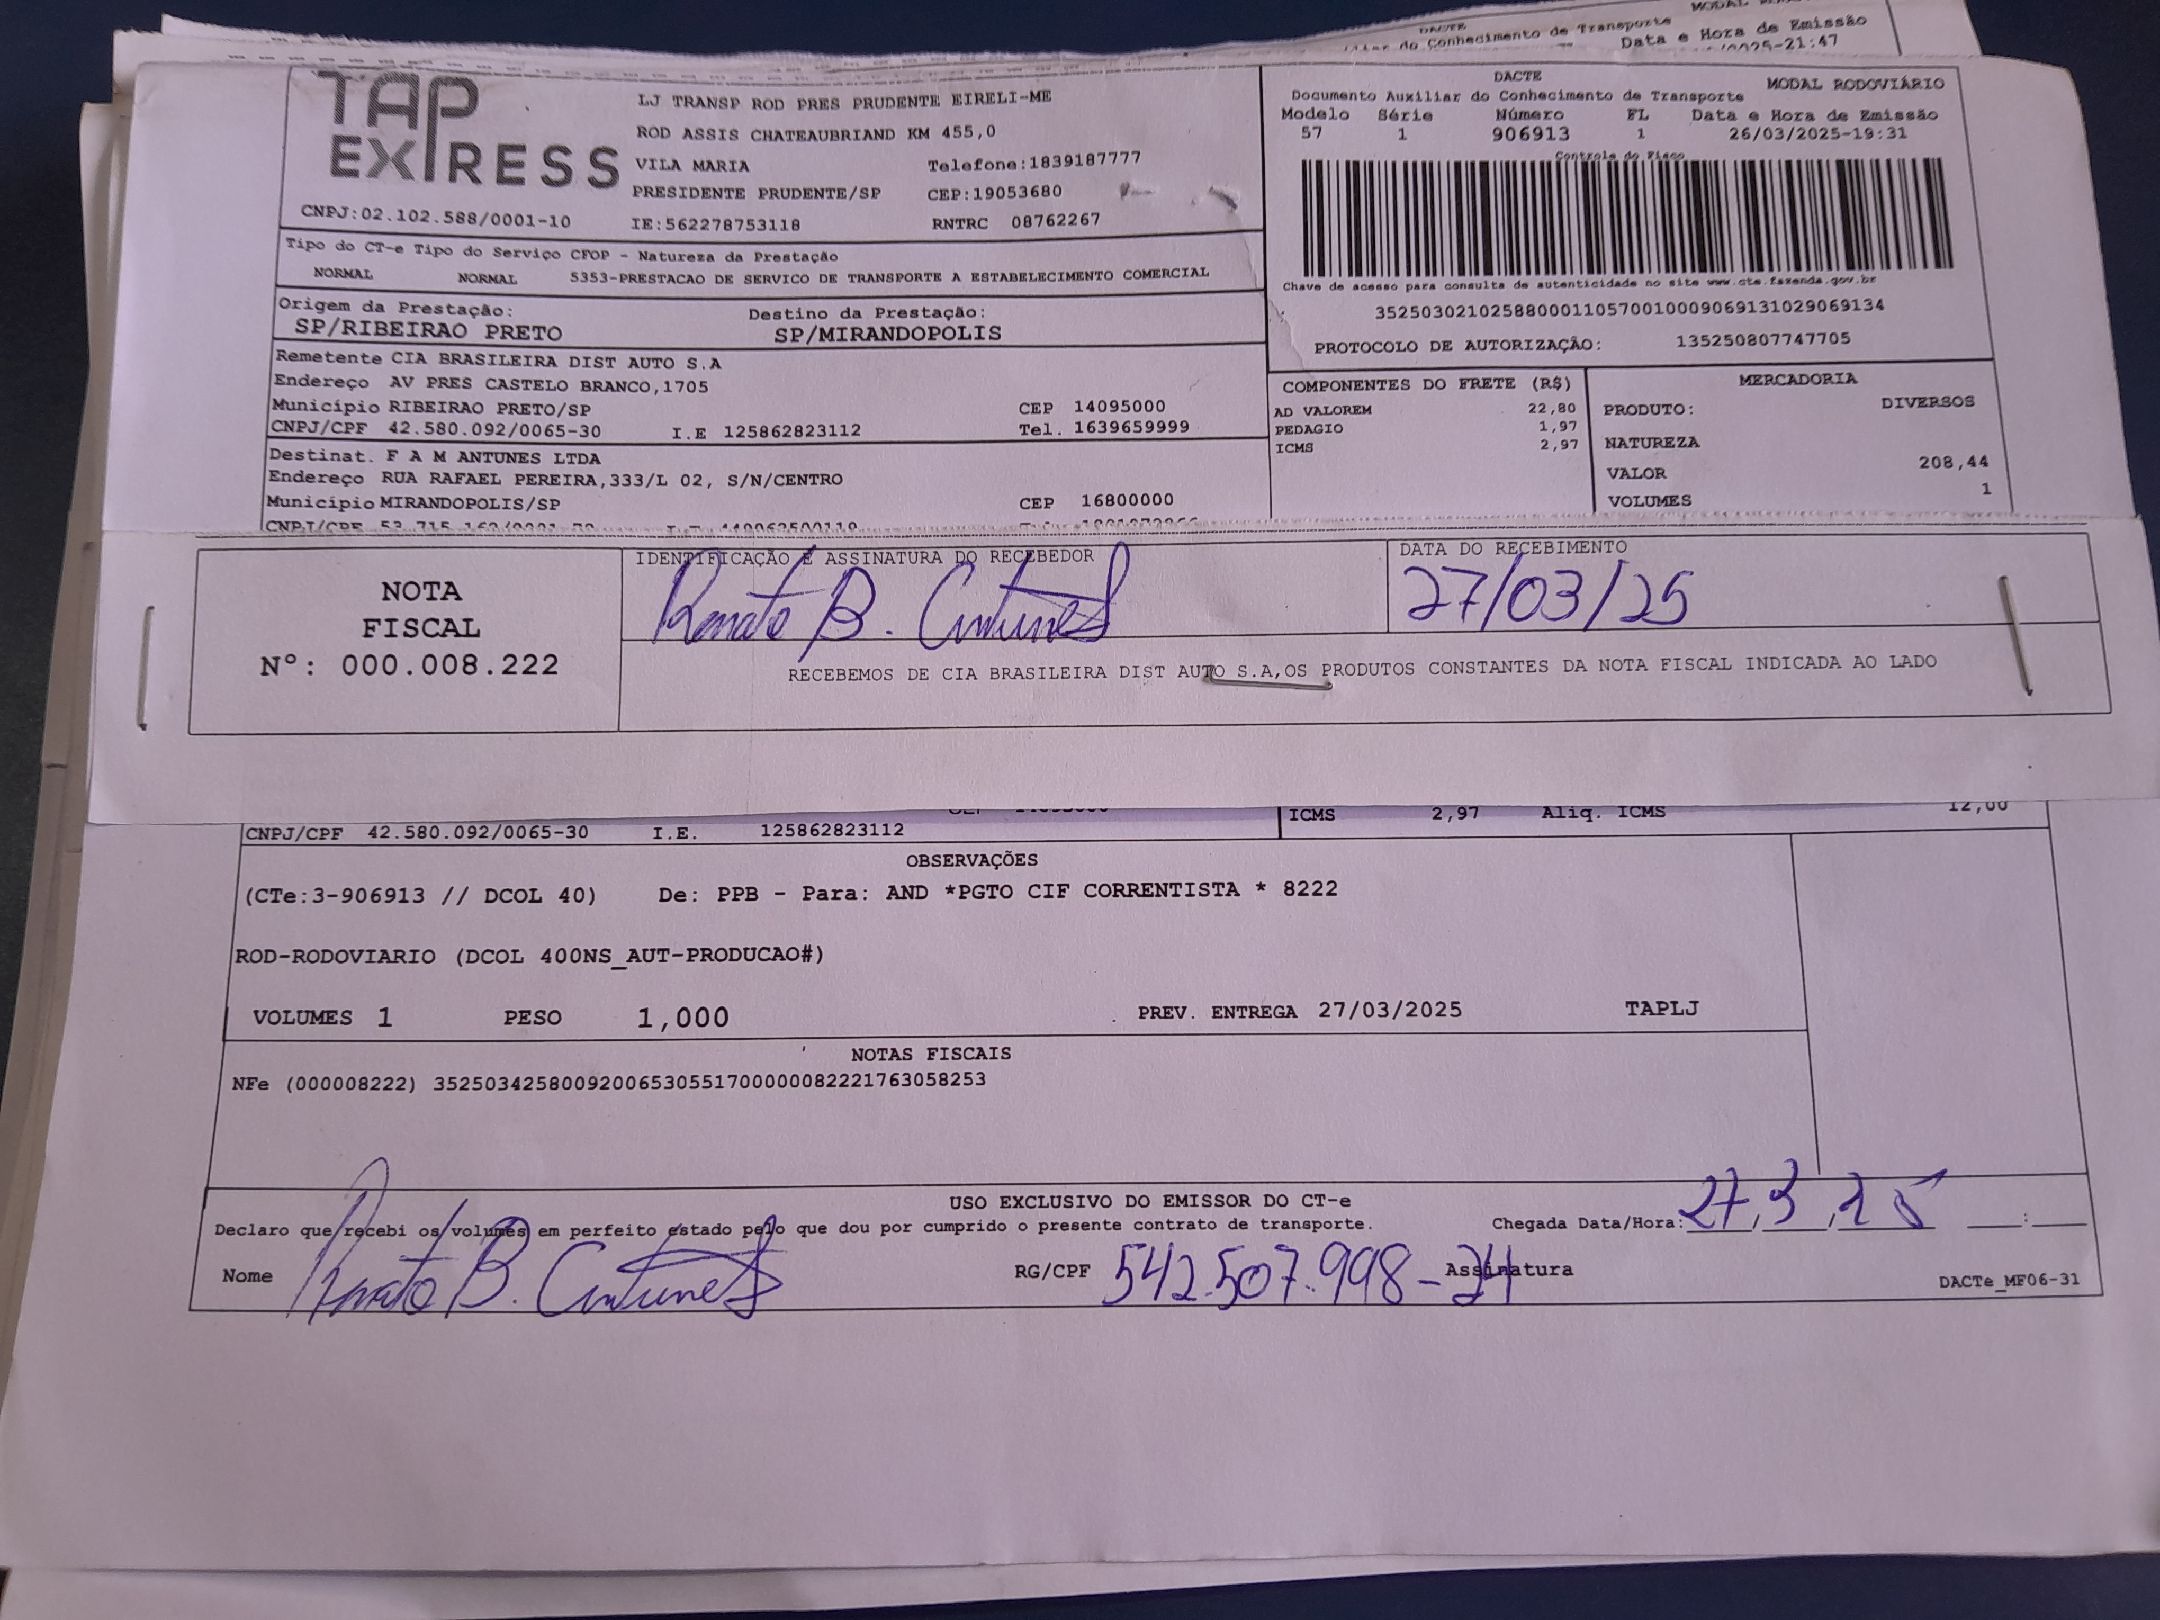 DACTE
do Conhecimento de Transporte
Data e Hora de Emissão
-21:47
TAP
EXPRESS
LJ TRANSP ROD PRES PRUDENTE EIRELI-ME
ROD ASSIS CHATEAUBRIAND KM 455,0
VILA MARIA Telefone:1839187777
PRESIDENTE PRUDENTE/SP CEP:19053680
CNPJ:02.102.588/0001-10 IE:562278753118 RNTRC 08762267
DACTE MODAL RODOVIÁRIO
Documento Auxiliar do Conhecimento de Transporte
Modelo Série Número FL Data e Hora de Emissão
57 1 906913 1 26/03/2025-19:31
Controle do Fisco
Chave de acesso para consulta de autenticidade no site www.cte.fazenda.gov.br
35250302102588000110570010009069131029069134
PROTOCOLO DE AUTORIZAÇÃO: 135250807747705
Tipo do CT-e Tipo do Serviço CFOP - Natureza da Prestação
NORMAL NORMAL 5353-PRESTACAO DE SERVICO DE TRANSPORTE A ESTABELECIMENTO COMERCIAL
Origem da Prestação: Destino da Prestação:
SP/RIBEIRAO PRETO SP/MIRANDOPOLIS
Remetente CIA BRASILEIRA DIST AUTO S.A
Endereço AV PRES CASTELO BRANCO,1705
Município RIBEIRAO PRETO/SP CEP 14095000
CNPJ/CPF 42.580.092/0065-30 I.E 125862823112 Tel. 1639659999
Destinat. F A M ANTUNES LTDA
Endereço RUA RAFAEL PEREIRA,333/L 02, S/N/CENTRO
Município MIRANDOPOLIS/SP CEP 16800000
COMPONENTES DO FRETE (R$)
AD VALOREM 22,80
PEDAGIO 1,97
ICMS 2,97
MERCADORIA
PRODUTO: DIVERSOS
NATUREZA
VALOR 208,44
VOLUMES 1
NOTA
FISCAL
Nº: 000.008.222
IDENTIFICAÇÃO E ASSINATURA DO RECEBEDOR
Renato B. Antunes
DATA DO RECEBIMENTO
27/03/25
RECEBEMOS DE CIA BRASILEIRA DIST AUTO S.A,OS PRODUTOS CONSTANTES DA NOTA FISCAL INDICADA AO LADO
CNPJ/CPF 42.580.092/0065-30 I.E. 125862823112
ICMS 2,97 Aliq. ICMS 12,00
OBSERVAÇÕES
(CTe:3-906913 // DCOL 40) De: PPB - Para: AND *PGTO CIF CORRENTISTA * 8222
ROD-RODOVIARIO (DCOL 400NS_AUT-PRODUCAO#)
VOLUMES 1 PESO 1,000 PREV. ENTREGA 27/03/2025 TAPLJ
NOTAS FISCAIS
NFe (000008222) 35250342580092006530551700000082221763058253
USO EXCLUSIVO DO EMISSOR DO CT-e
Declaro que recebi os volumes em perfeito estado pelo que dou por cumprido o presente contrato de transporte. Chegada Data/Hora: 27/3/25 :
Nome Renato B. Antunes RG/CPF 542.507.998-24 Assinatura
DACTe_MF06-31